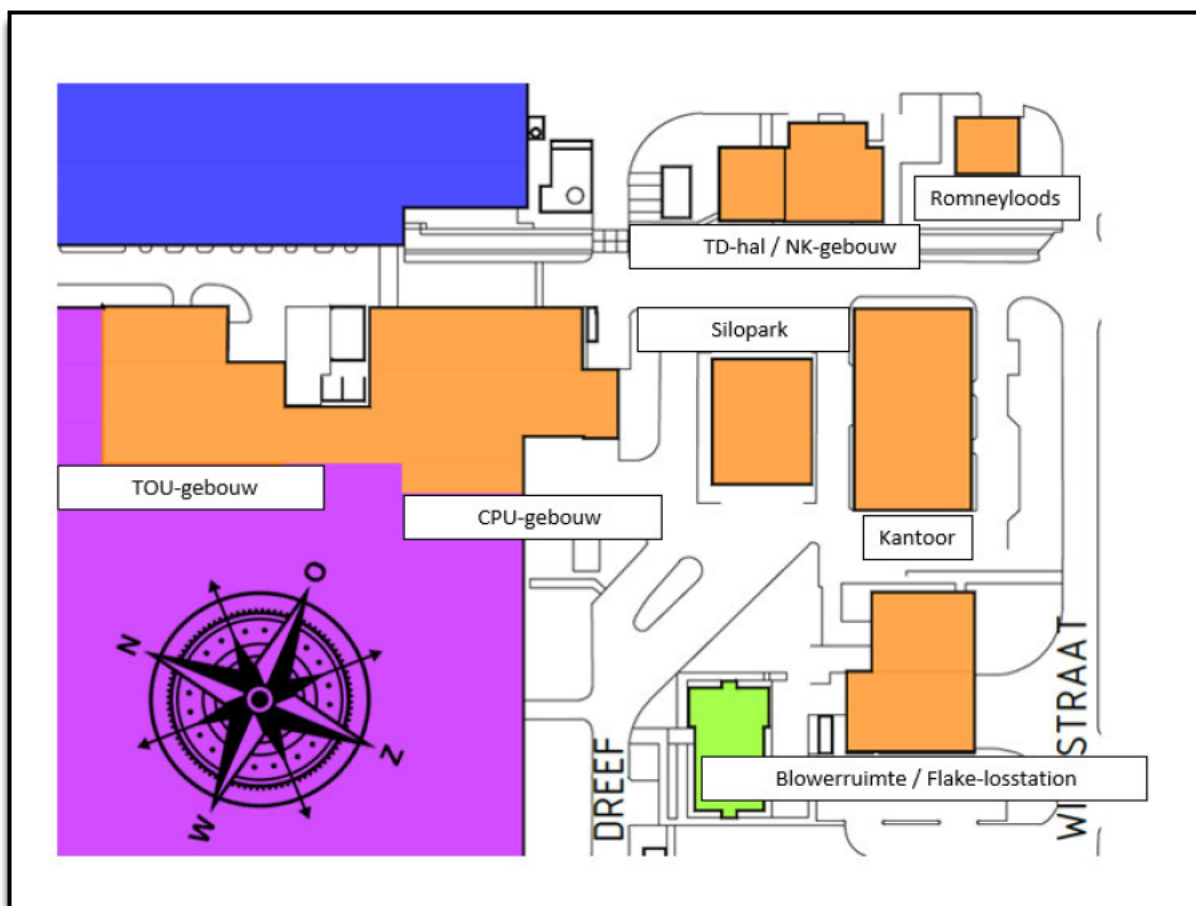 Romneyloods
TD-hal / NK-gebouw
Silopark
TOU-gebouw
CPU-gebouw
Kantoor
O
N
Z
W
Blowerruimte / Flake-losstation
DREEF
STRAAT